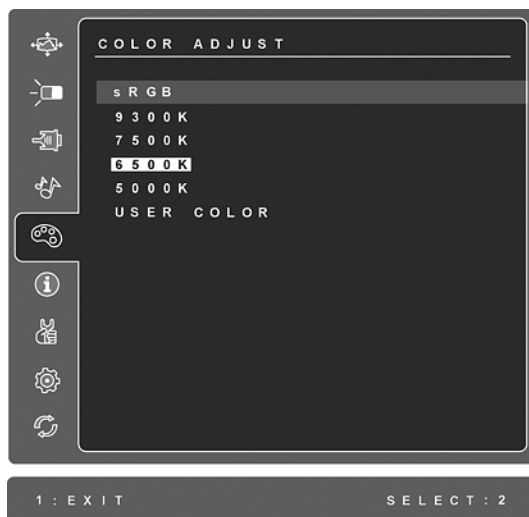 COLOR ADJUST
sRGB
9300K
7500K
6500K
5000K
USER COLOR
1:EXIT SELECT:2